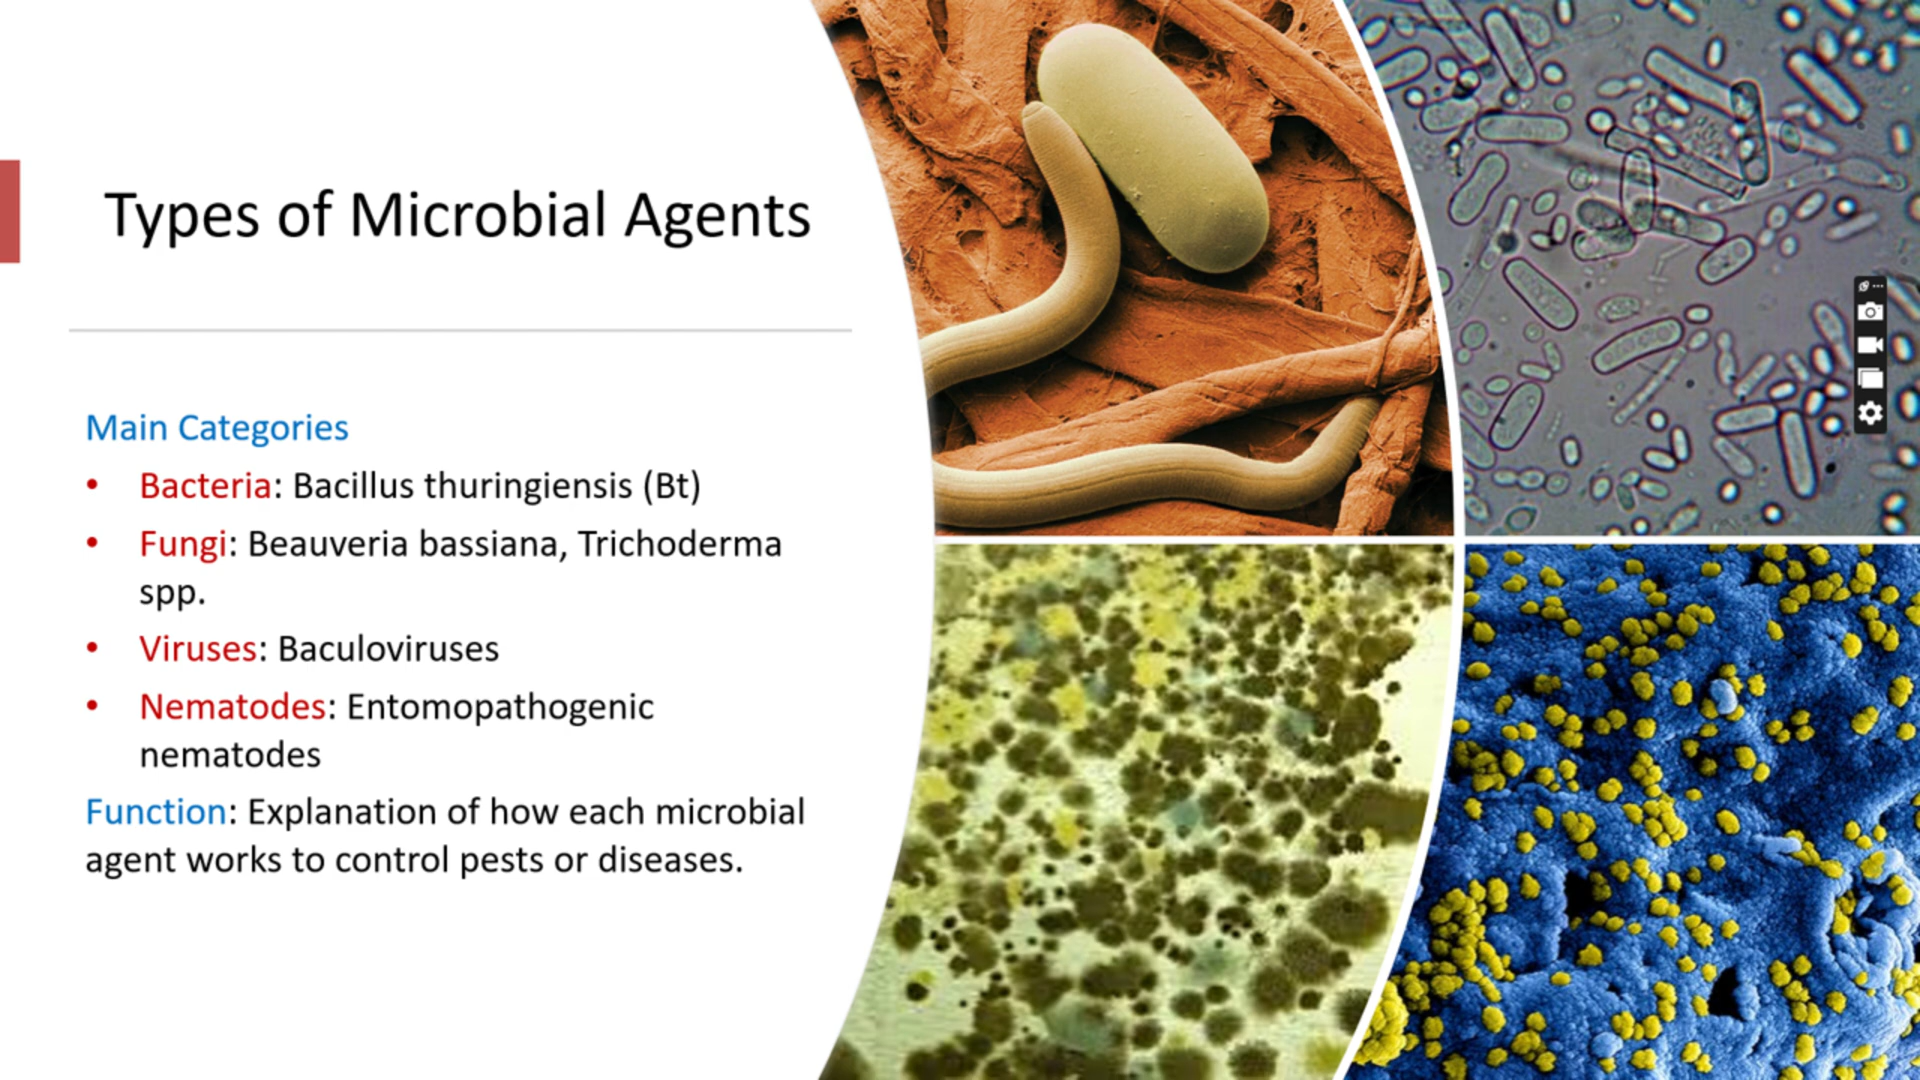 Types of Microbial Agents
Main Categories
• Bacteria: Bacillus thuringiensis (Bt)
• Fungi: Beauveria bassiana, Trichoderma
spp.
• Viruses: Baculoviruses
• Nematodes: Entomopathogenic
nematodes
Function: Explanation of how each microbial
agent works to control pests or diseases.